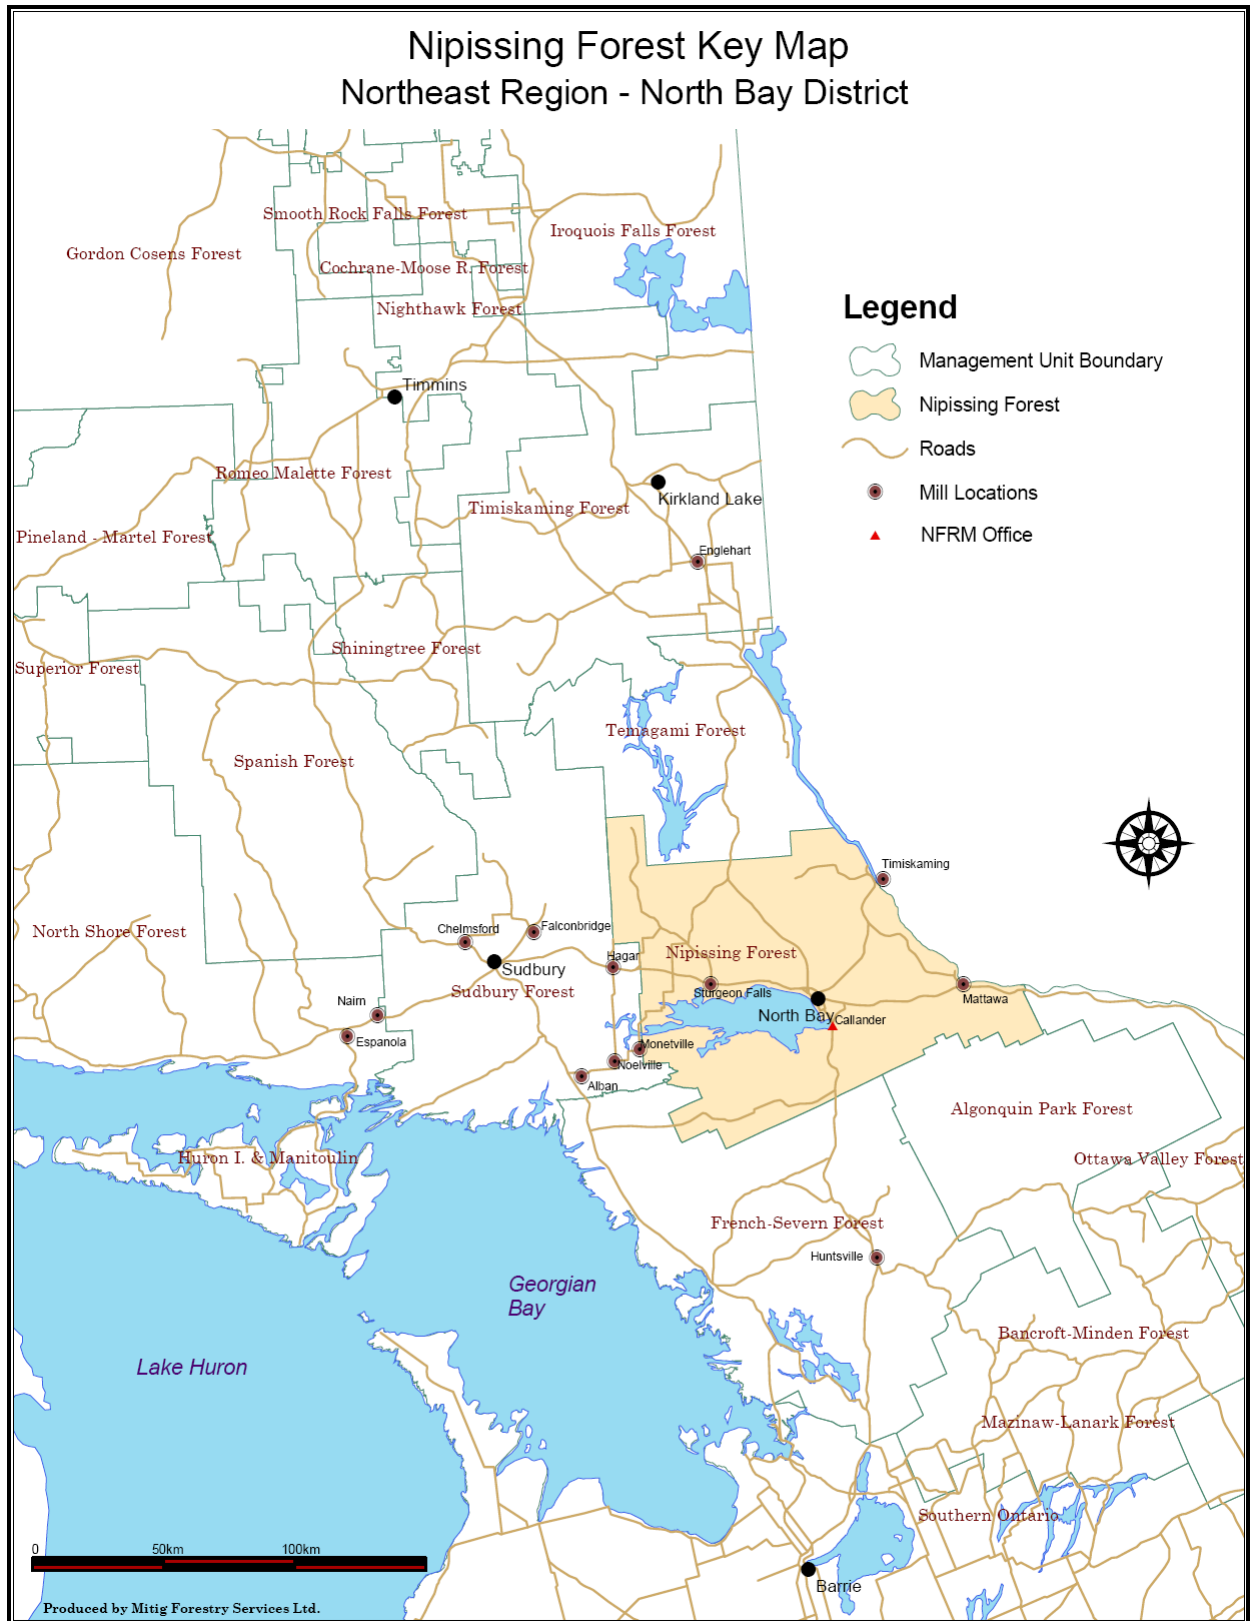 Nipissing Forest Key Map
Northeast Region - North Bay District
Smooth Rock Falls Forest
Iroquois Falls Forest
Gordon Cosens Forest
Cochrane-Moose R. Forest
Nighthawk Forest
Legend
Management Unit Boundary
Nipissing Forest
Roads
Mill Locations
NFRM Office
Timmins
Romeo Malette Forest
Kirkland Lake
Timiskaming Forest
Pineland - Martel Forest
Englehart
Shiningtree Forest
Superior Forest
Temagami Forest
Spanish Forest
Timiskaming
North Shore Forest
Chelmsford
Falconbridge
Hagar
Nipissing Forest
Sudbury
Sudbury Forest
Sturgeon Falls
Mattawa
Nairn
North Bay
Callander
Espanola
Monetville
Noelville
Alban
Algonquin Park Forest
Huron I. & Manitoulin
Ottawa Valley Forest
French-Severn Forest
Huntsville
Georgian
Bay
Lake Huron
Bancroft-Minden Forest
Mazinaw-Lanark Forest
Southern Ontario
0 50km 100km
Barrie
Produced by Mitig Forestry Services Ltd.